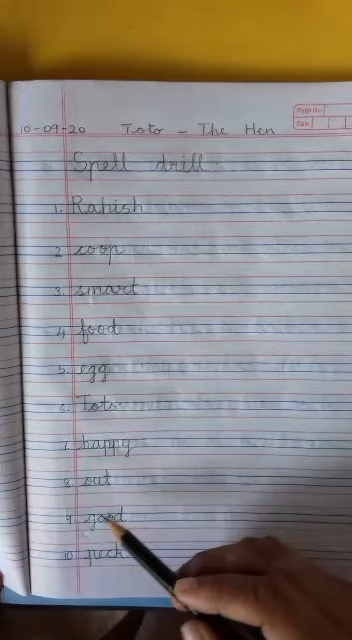 Page No.
Date
10-09-20 Toto - The Hen
Spell drill
1. Rahish
2 coop
3. smart
4. food
5. egg
6. Toto
7. happy
8. out
9. good
10. peck